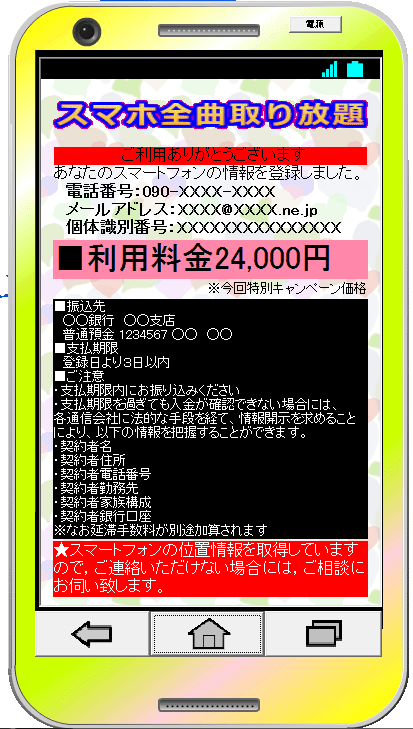 電源
スマホ全曲取り放題
ご利用ありがとうございます
あなたのスマートフォンの情報を登録しました。
電話番号:090-XXXX-XXXX
メールアドレス:XXXX@XXXX.ne.jp
個体識別番号:XXXXXXXXXXXXXXX
■利用料金24,000円
※今回特別キャンペーン価格
■振込先
〇〇銀行 〇〇支店
普通預金 1234567 〇〇 〇〇
■支払期限
登録日より3日以内
■ご注意
・支払期限内にお振り込みください
・支払期限を過ぎても入金が確認できない場合には、
各通信会社に法的な手段を経て、情報開示を求めること
により、以下の情報を把握することができます。
・契約者名
・契約者住所
・契約者電話番号
・契約者勤務先
・契約者家族構成
・契約者銀行口座
※なお延滞手数料が別途加算されます
★スマートフォンの位置情報を取得しています
ので，ご連絡いただけない場合には，ご相談に
お伺い致します。